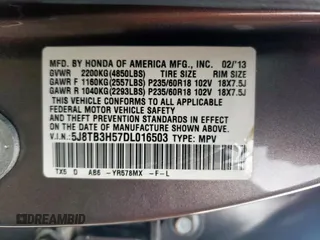 MFD. BY HONDA OF AMERICA MFG., INC. 02/'13
GVWR 2200KG(4850LBS) TIRE SIZE RIM SIZE
GAWR F 1160KG(2557LBS) P235/60R18 102V 18X7.5J
GAWR R 1040KG(2293LBS) P235/60R18 102V 18X7.5J
THIS VEHICLE CONFORMS TO ALL APPLICABLE FEDERAL MOTOR VEHICLE SAFETY AND THEFT PREVENTION STANDARDS IN EFFECT ON THE DATE OF MANUFACTURE SHOWN ABOVE.
V.I.N: 5J8TB3H57DL016503 TYPE: MPV
TX5 D AB6 -YR578MX -F-L
DREAMBID